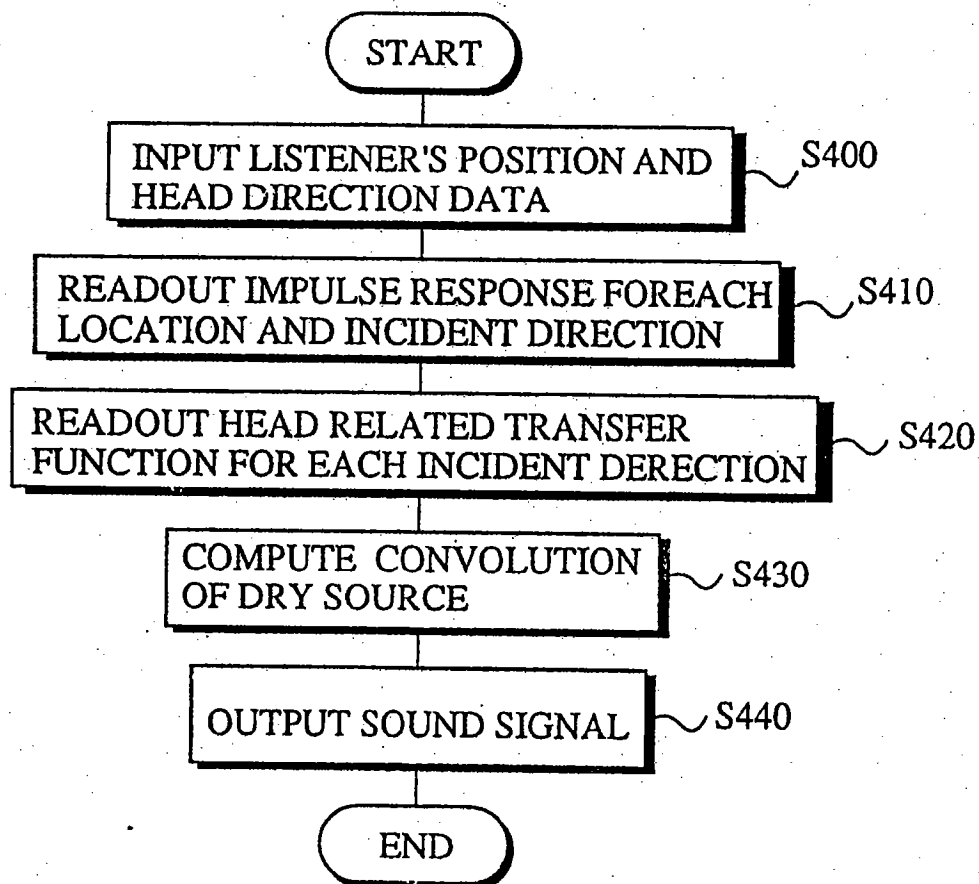 START
INPUT LISTENER'S POSITION AND
HEAD DIRECTION DATA
S400
READOUT IMPULSE RESPONSE FOREACH
LOCATION AND INCIDENT DIRECTION
S410
READOUT HEAD RELATED TRANSFER
FUNCTION FOR EACH INCIDENT DERECTION
S420
COMPUTE CONVOLUTION
OF DRY SOURCE
S430
OUTPUT SOUND SIGNAL
S440
END